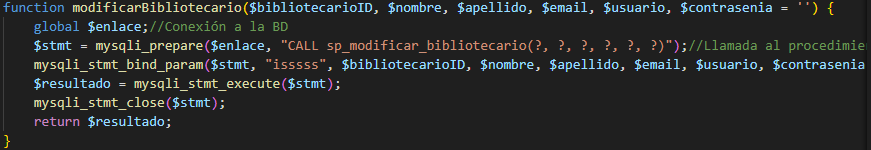 function modificarBibliotecario($bibliotecarioID, $nombre, $apellido, $email, $usuario, $contrasenia = '') {
global $enlace;//Conexión a la BD
$stmt = mysqli_prepare($enlace, "CALL sp_modificar_bibliotecario(?, ?, ?, ?, ?, ?)");//Llamada al procedimie
mysqli_stmt_bind_param($stmt, "isssss", $bibliotecarioID, $nombre, $apellido, $email, $usuario, $contrasenia
$resultado = mysqli_stmt_execute($stmt);
mysqli_stmt_close($stmt);
return $resultado;
}